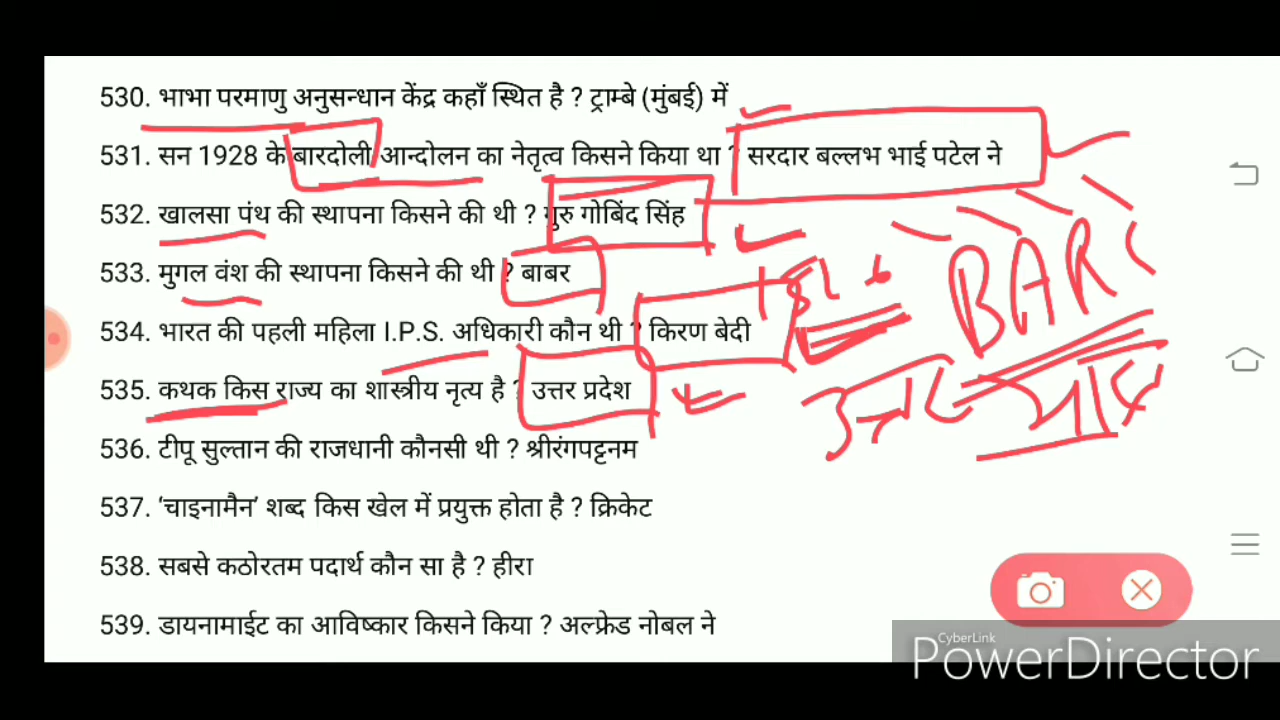 530. भाभा परमाणु अनुसन्धान केंद्र कहाँ स्थित है ? ट्राम्बे (मुंबई) में
531. सन 1928 के बारदोली आन्दोलन का नेतृत्व किसने किया था ? सरदार बल्लभ भाई पटेल ने
532. खालसा पंथ की स्थापना किसने की थी ? गुरु गोबिंद सिंह
533. मुगल वंश की स्थापना किसने की थी ? बाबर
BARC
534. भारत की पहली महिला I.P.S. अधिकारी कौन थी ? किरण बेदी
535. कथक किस राज्य का शास्त्रीय नृत्य है ? उत्तर प्रदेश
536. टीपू सुल्तान की राजधानी कौनसी थी ? श्रीरंगपट्टनम
537. ‘चाइनामैन’ शब्द किस खेल में प्रयुक्त होता है ? क्रिकेट
538. सबसे कठोरतम पदार्थ कौन सा है ? हीरा
539. डायनामाईट का आविष्कार किसने किया ? अल्फ्रेड नोबल ने
CyberLink
PowerDirector